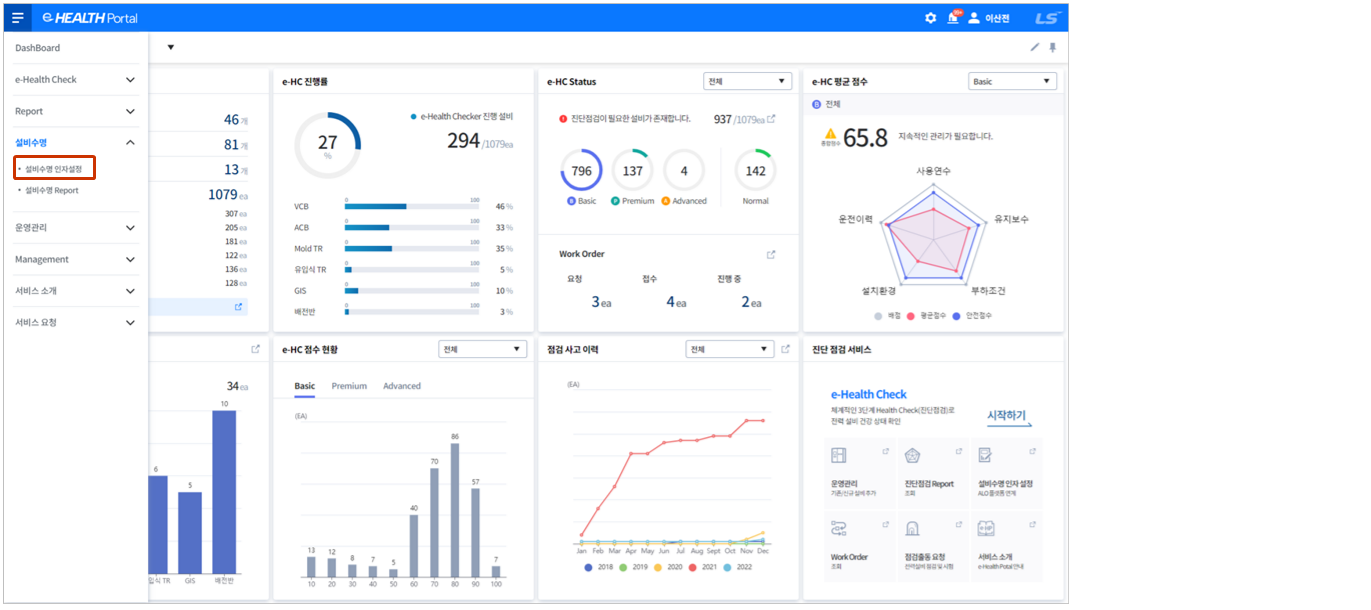 e-HEALTH Portal
99+
이산전
LS
DashBoard
e-Health Check
Report
설비수명
• 설비수명 인자설정
• 설비수명 Report
운영관리
Management
서비스 소개
서비스 요청
46 개
81 개
13 개
1079 ea
307 ea
205 ea
181 ea
122 ea
136 ea
128 ea
e-HC 진행률
27
%
e-Health Checker 진행 설비
294 /1079ea
VCB 0 100 46 %
ACB 0 100 33 %
Mold TR 0 100 35 %
유입식 TR 0 100 5 %
GIS 0 100 10 %
배전반 0 100 3 %
e-HC Status
전체
진단점검이 필요한 설비가 존재합니다.
937 /1079ea
796
137
4
142
B Basic
P Premium
A Advanced
Normal
Work Order
요청
접수
진행 중
3 ea
4 ea
2 ea
e-HC 평균 점수
Basic
B 전체
종합점수
65.8
지속적인 관리가 필요합니다.
사용연수
운전이력
유지보수
설치환경
부하조건
배점
평균점수
안전점수
34 ea
10
6
5
입식 TR
GIS
배전반
e-HC 점수 현황
전체
Basic
Premium
Advanced
(EA)
13
12
8
7
5
40
70
86
57
7
10 20 30 40 50 60 70 80 90 100
점검 사고 이력
전체
(EA)
Jan Feb Mar Apr May Jun Jul Aug Sept Oct Nov Dec
2018 2019 2020 2021 2022
진단 점검 서비스
e-Health Check
체계적인 3단계 Health Check(진단점검)로
전력 설비 건강 상태 확인
시작하기
운영관리
기존/신규 설비 추가
진단점검 Report
조회
설비수명 인자 설정
ALO 플랫폼 연계
Work Order
조회
점검출동 요청
전력설비 점검 및 시험
e-HP
서비스 소개
e-Health Potal 안내